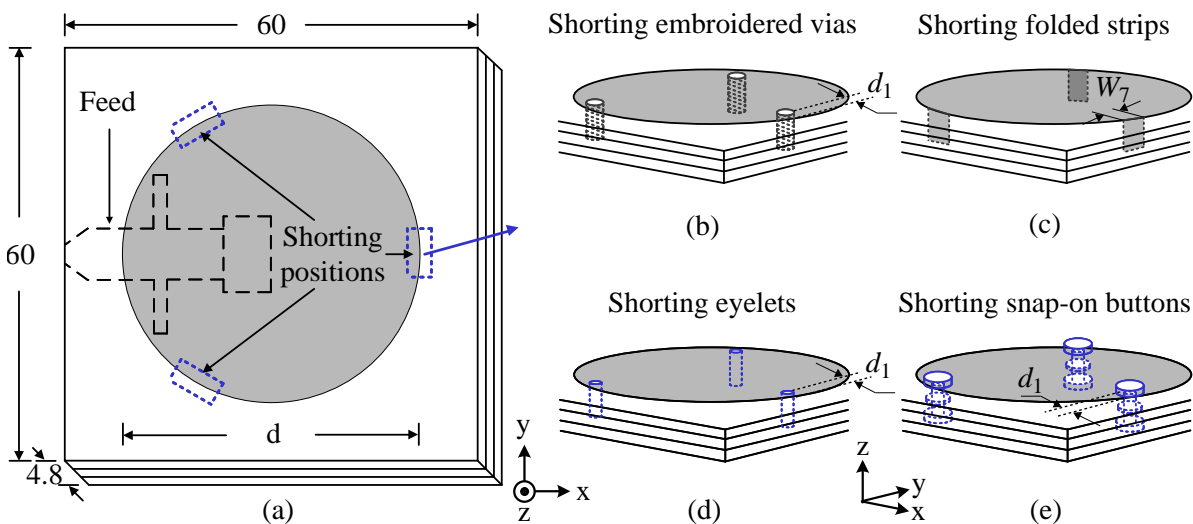 60
Feed
60
Shorting
positions
d
4.8
y
x
z
(a)
Shorting embroidered vias
d1
(b)
Shorting folded strips
W7
(c)
Shorting eyelets
d1
(d)
Shorting snap-on buttons
d1
z
y
x
(e)